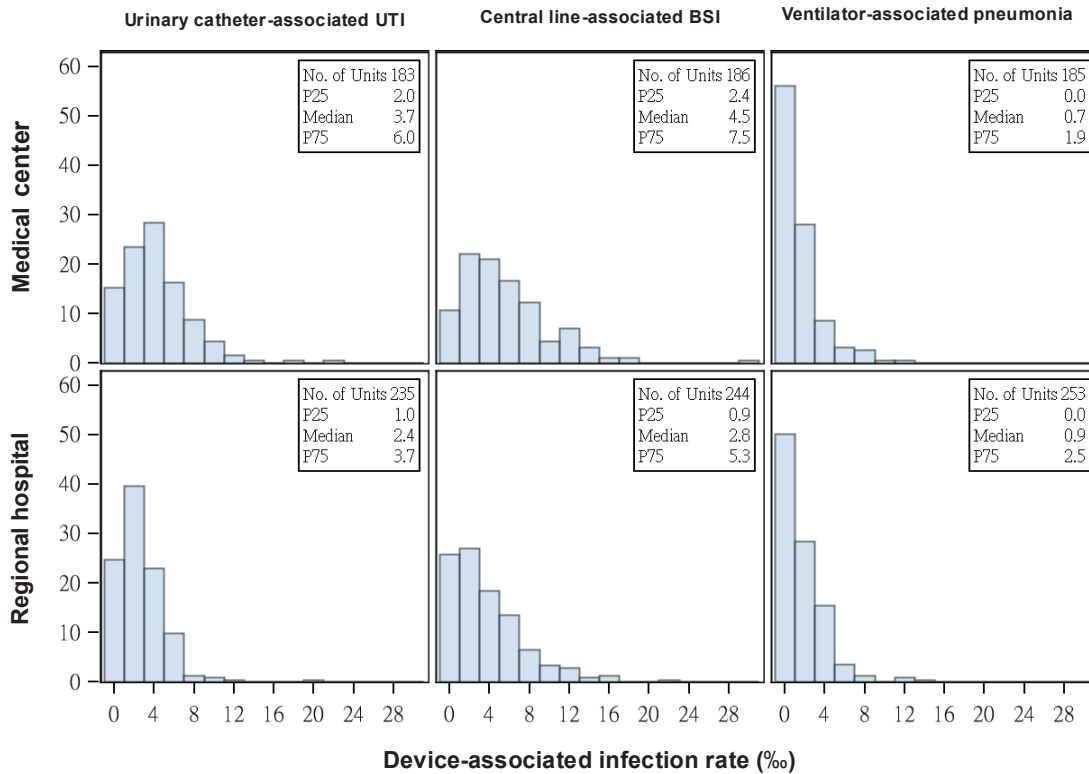 Urinary catheter-associated UTI
Central line-associated BSI
Ventilator-associated pneumonia
Medical center
60
50
40
30
20
10
0
No. of Units 183
P25 2.0
Median 3.7
P75 6.0
No. of Units 186
P25 2.4
Median 4.5
P75 7.5
No. of Units 185
P25 0.0
Median 0.7
P75 1.9
Regional hospital
60
50
40
30
20
10
0
No. of Units 235
P25 1.0
Median 2.4
P75 3.7
No. of Units 244
P25 0.9
Median 2.8
P75 5.3
No. of Units 253
P25 0.0
Median 0.9
P75 2.5
0 4 8 12 16 20 24 28
0 4 8 12 16 20 24 28
0 4 8 12 16 20 24 28
Device-associated infection rate (‰)